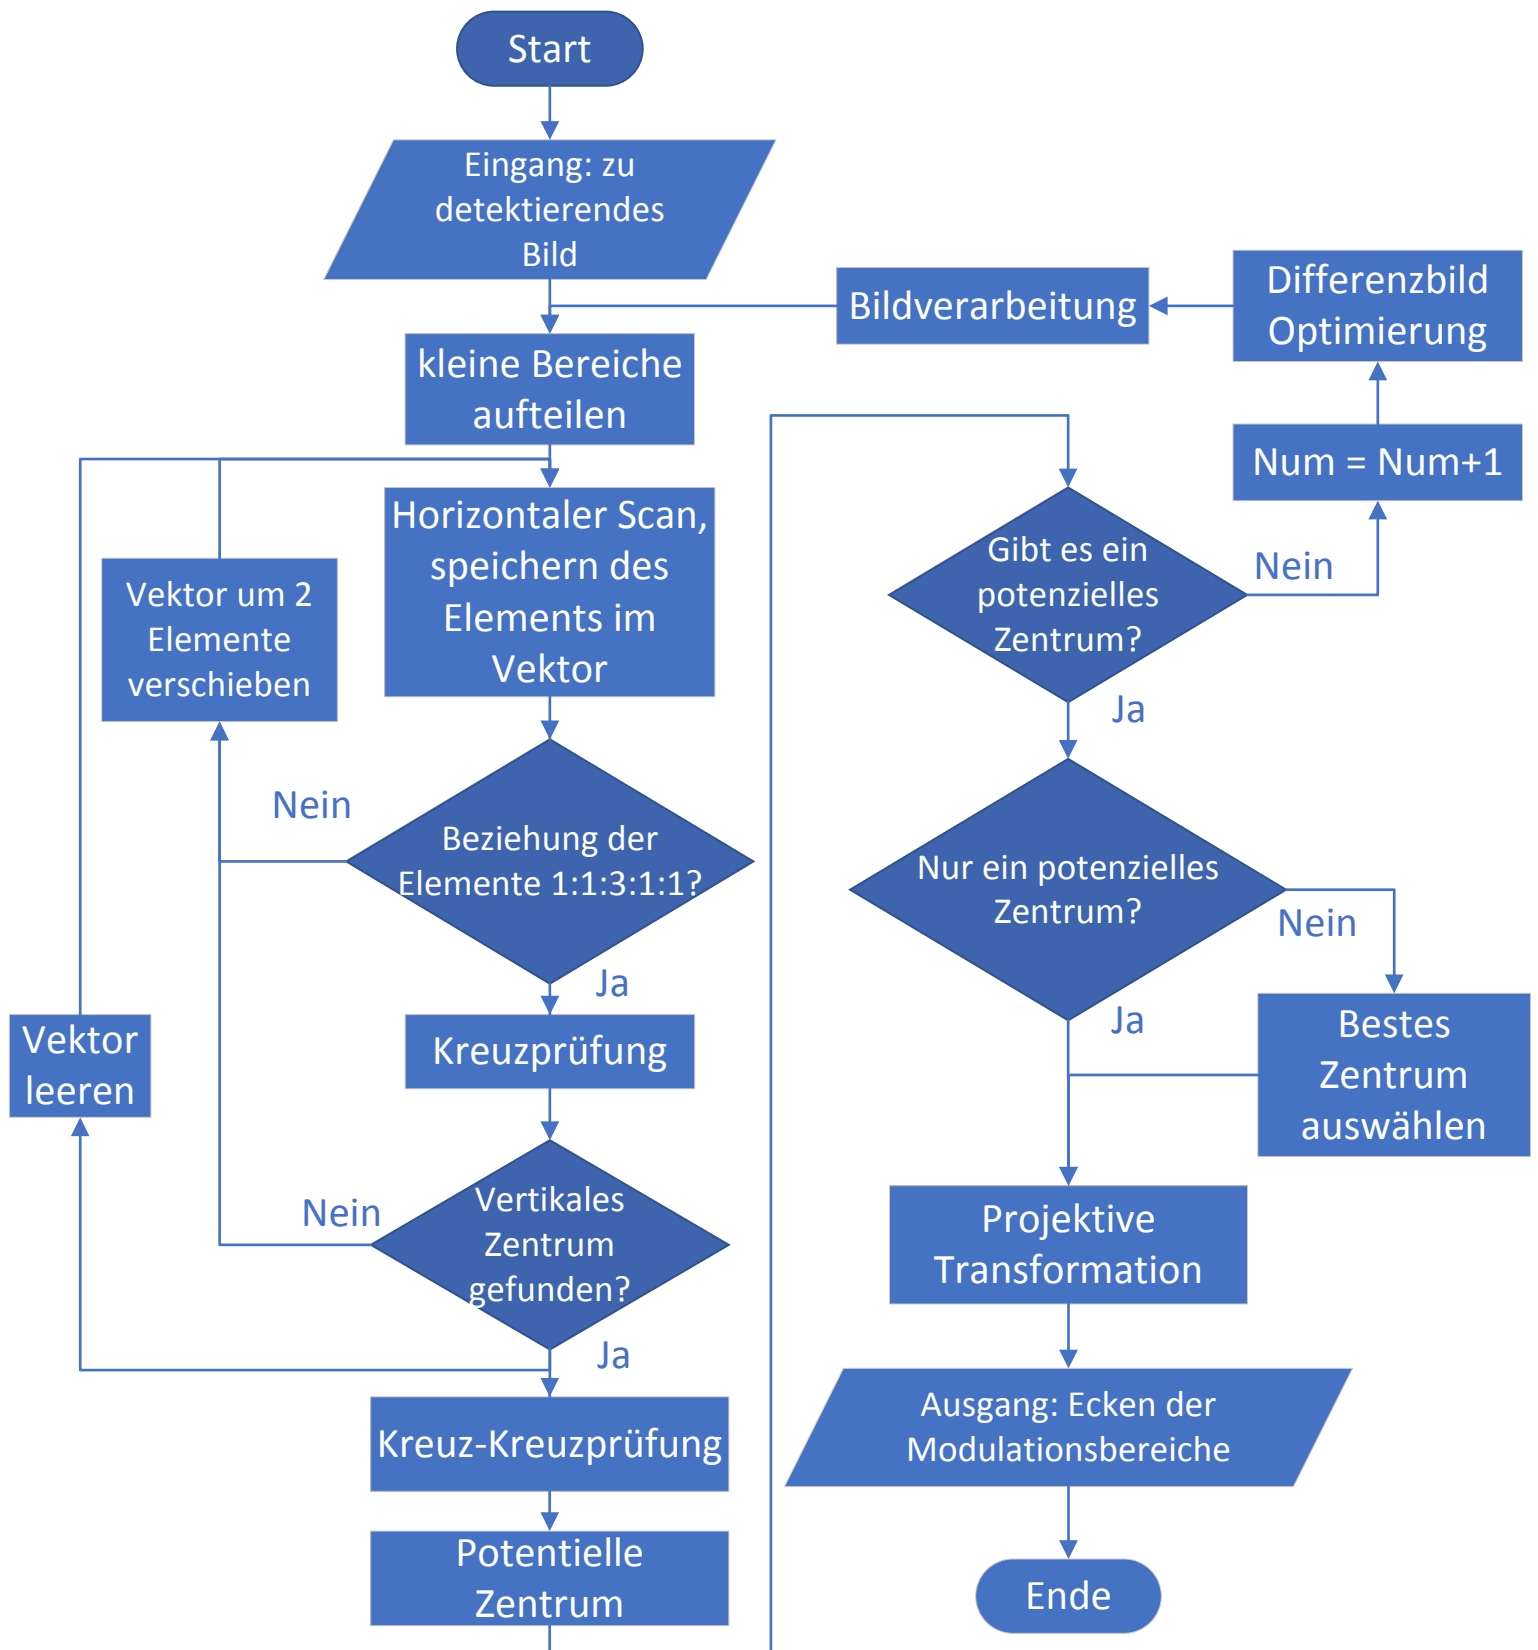 Start
Eingang: zu
detektierendes
Bild
kleine Bereiche
aufteilen
Horizontaler Scan,
speichern des
Elements im
Vektor
Vektor um 2
Elemente
verschieben
Nein
Beziehung der
Elemente 1:1:3:1:1?
Ja
Kreuzprüfung
Vektor
leeren
Nein
Vertikales
Zentrum
gefunden?
Ja
Kreuz-Kreuzprüfung
Potentielle
Zentrum
Bildverarbeitung
Differenzbild
Optimierung
Num = Num+1
Gibt es ein
potenzielles
Zentrum?
Nein
Ja
Nur ein potenzielles
Zentrum?
Nein
Ja
Bestes
Zentrum
auswählen
Projektive
Transformation
Ausgang: Ecken der
Modulationsbereiche
Ende